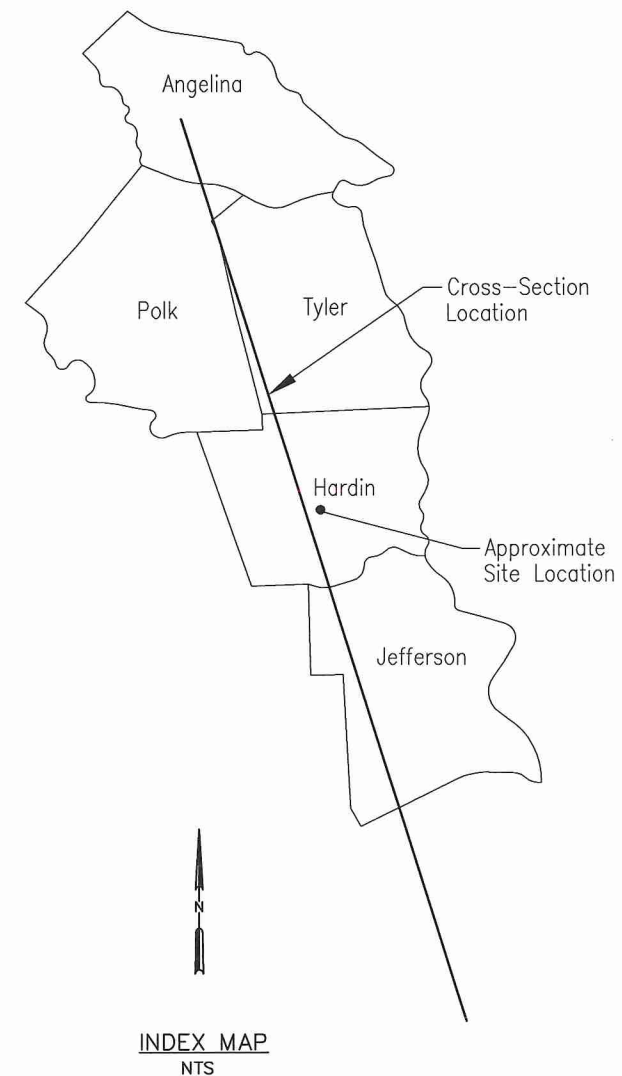 Angelina
Polk
Tyler
Cross-Section
Location
Hardin
Approximate
Site Location
Jefferson
N
INDEX MAP
NTS